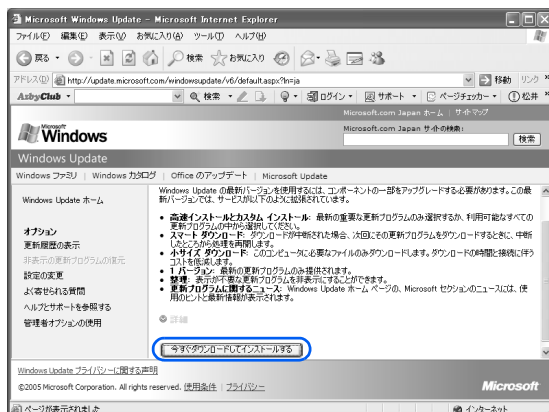 Microsoft Windows Update - Microsoft Internet Explorer
ファイル(F) 編集(E) 表示(V) お気に入り(A) ツール(T) ヘルプ(H)
戻る 検索 お気に入り
アドレス(D) http://update.microsoft.com/windowsupdate/v6/default.aspx?ln=ja 移動 リンク
AzbyClub 検索 ログイン サポート ページチェッカー 松井
Microsoft.com Japan ホーム | サイトマップ
Microsoft Windows
Microsoft.com Japan サイトの検索:
検索
Windows Update
Windows ファミリ | Windows カタログ | Office のアップデート | Microsoft Update
Windows Update ホーム
オプション
更新履歴の表示
非表示の更新プログラムの復元
設定の変更
よく寄せられる質問
ヘルプとサポートを参照する
管理者オプションの使用
Windows Update の最新バージョンを使用するには、コンポーネントの一部をアップグレードする必要があります。この最
新バージョンでは、サービスが以下のように拡張されています。
• 高速インストールとカスタム インストール: 最新の重要な更新プログラムのみ選択するか、利用可能なすべての
更新プログラムの中から選択してください。
• スマート ダウンロード: ダウンロードが中断された場合、次回にその更新プログラムをダウンロードするときに、中断
したところから処理を再開します。
• 小サイズ ダウンロード: このコンピュータに必要なファイルのみダウンロードします。ダウンロードの時間と接続に伴う
コストを低減します。
• 1 バージョン: 最新の更新プログラムのみ提供されます。
• 整理: 表示が不要な更新プログラムを非表示にすることができます。
• 更新プログラムに関するニュース: Windows Update ホーム ページの、Microsoft セクションのニュースには、使
用のヒントと最新情報が表示されます。
詳細
今すぐダウンロードしてインストールする
Windows Update プライバシーに関する声明
©2005 Microsoft Corporation. All rights reserved. 使用条件 | プライバシー
Microsoft
ページが表示されました
インターネット